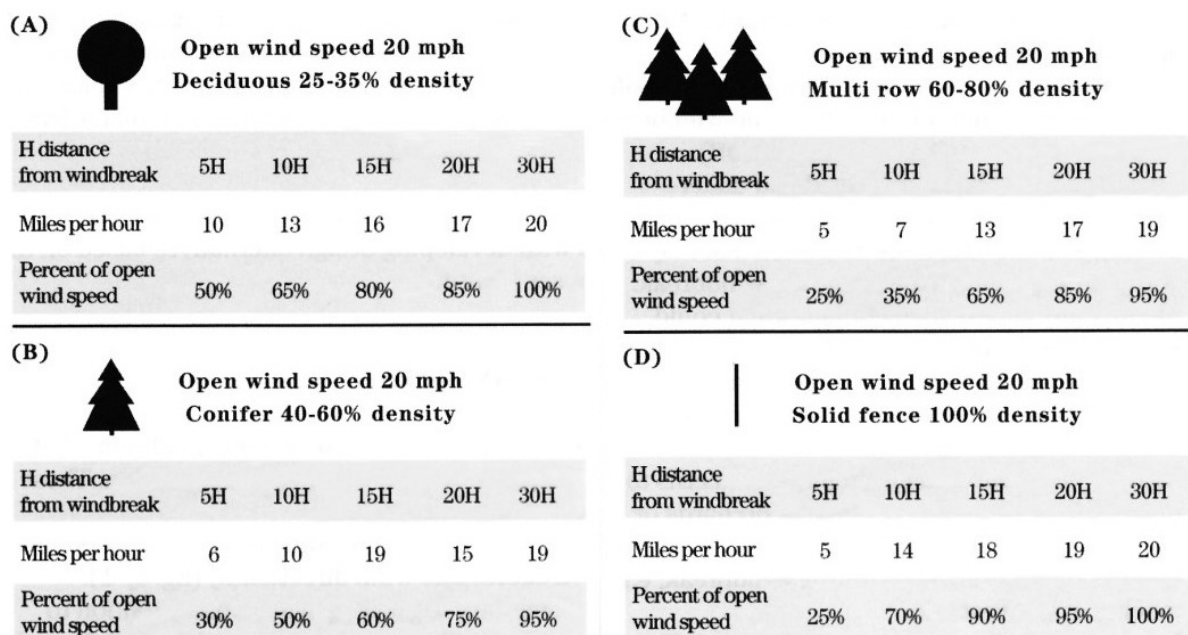 (A)
Open wind speed 20 mph
Deciduous 25-35% density
H distance
from windbreak 5H 10H 15H 20H 30H
Miles per hour 10 13 16 17 20
Percent of open
wind speed 50% 65% 80% 85% 100%
(B)
Open wind speed 20 mph
Conifer 40-60% density
H distance
from windbreak 5H 10H 15H 20H 30H
Miles per hour 6 10 19 15 19
Percent of open
wind speed 30% 50% 60% 75% 95%
(C)
Open wind speed 20 mph
Multi row 60-80% density
H distance
from windbreak 5H 10H 15H 20H 30H
Miles per hour 5 7 13 17 19
Percent of open
wind speed 25% 35% 65% 85% 95%
(D)
Open wind speed 20 mph
Solid fence 100% density
H distance
from windbreak 5H 10H 15H 20H 30H
Miles per hour 5 14 18 19 20
Percent of open
wind speed 25% 70% 90% 95% 100%